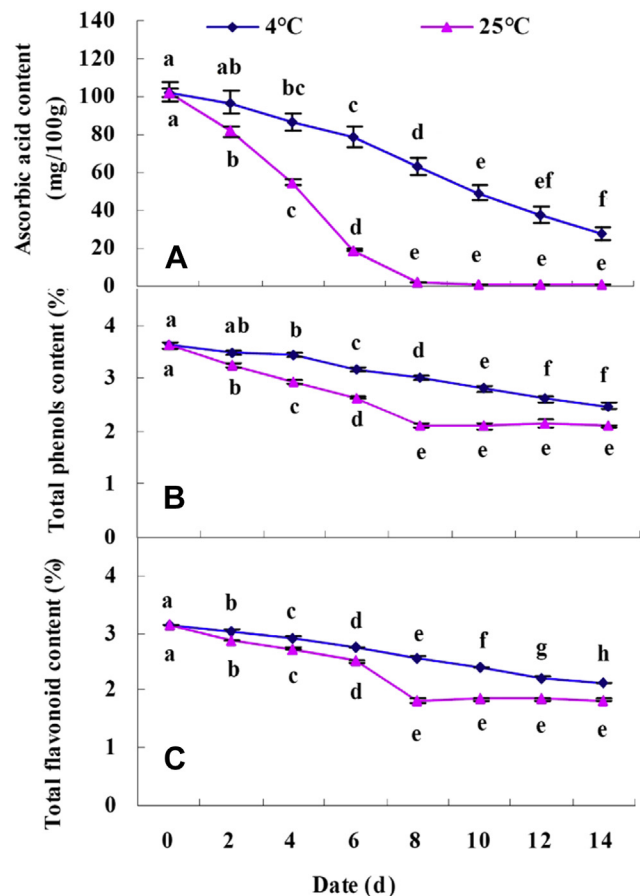 4°C 25°C
Ascorbic acid content
(mg/100g)
140
120
100
80
60
40
20
0
a ab bc c d e ef f
a b c d e e e e
A
Total phenols content (%)
4
3
2
1
0
a ab b c d e f f
a b c d e e e e
B
Total flavonoid content (%)
4
3
2
1
0
a b c d e f g h
a b c d e e e e
C
0 2 4 6 8 10 12 14
Date (d)